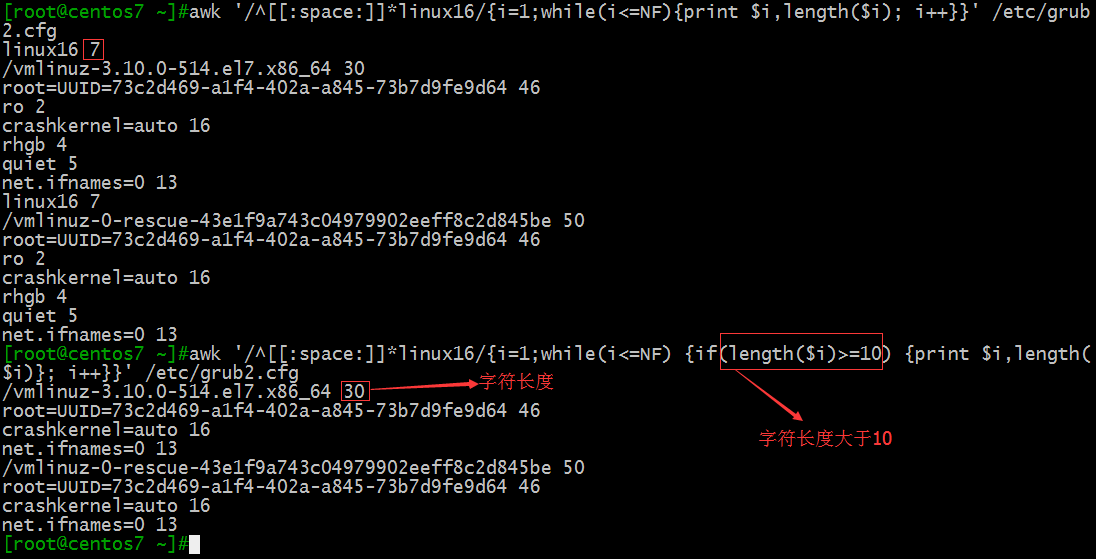 [root@centos7 ~]#awk '/^[[:space:]]*linux16/{i=1;while(i<=NF){print $i,length($i); i++}}' /etc/grub
2.cfg
linux16 7
/vmlinuz-3.10.0-514.el7.x86_64 30
root=UUID=73c2d469-a1f4-402a-a845-73b7d9fe9d64 46
ro 2
crashkernel=auto 16
rhgb 4
quiet 5
net.ifnames=0 13
linux16 7
/vmlinuz-0-rescue-43e1f9a743c04979902eeff8c2d845be 50
root=UUID=73c2d469-a1f4-402a-a845-73b7d9fe9d64 46
ro 2
crashkernel=auto 16
rhgb 4
quiet 5
net.ifnames=0 13
[root@centos7 ~]#awk '/^[[:space:]]*linux16/{i=1;while(i<=NF) {if(length($i)>=10) {print $i,length(
$i)}; i++}}' /etc/grub2.cfg
/vmlinuz-3.10.0-514.el7.x86_64 30
字符长度
root=UUID=73c2d469-a1f4-402a-a845-73b7d9fe9d64 46
crashkernel=auto 16
net.ifnames=0 13
字符长度大于10
/vmlinuz-0-rescue-43e1f9a743c04979902eeff8c2d845be 50
root=UUID=73c2d469-a1f4-402a-a845-73b7d9fe9d64 46
crashkernel=auto 16
net.ifnames=0 13
[root@centos7 ~]#